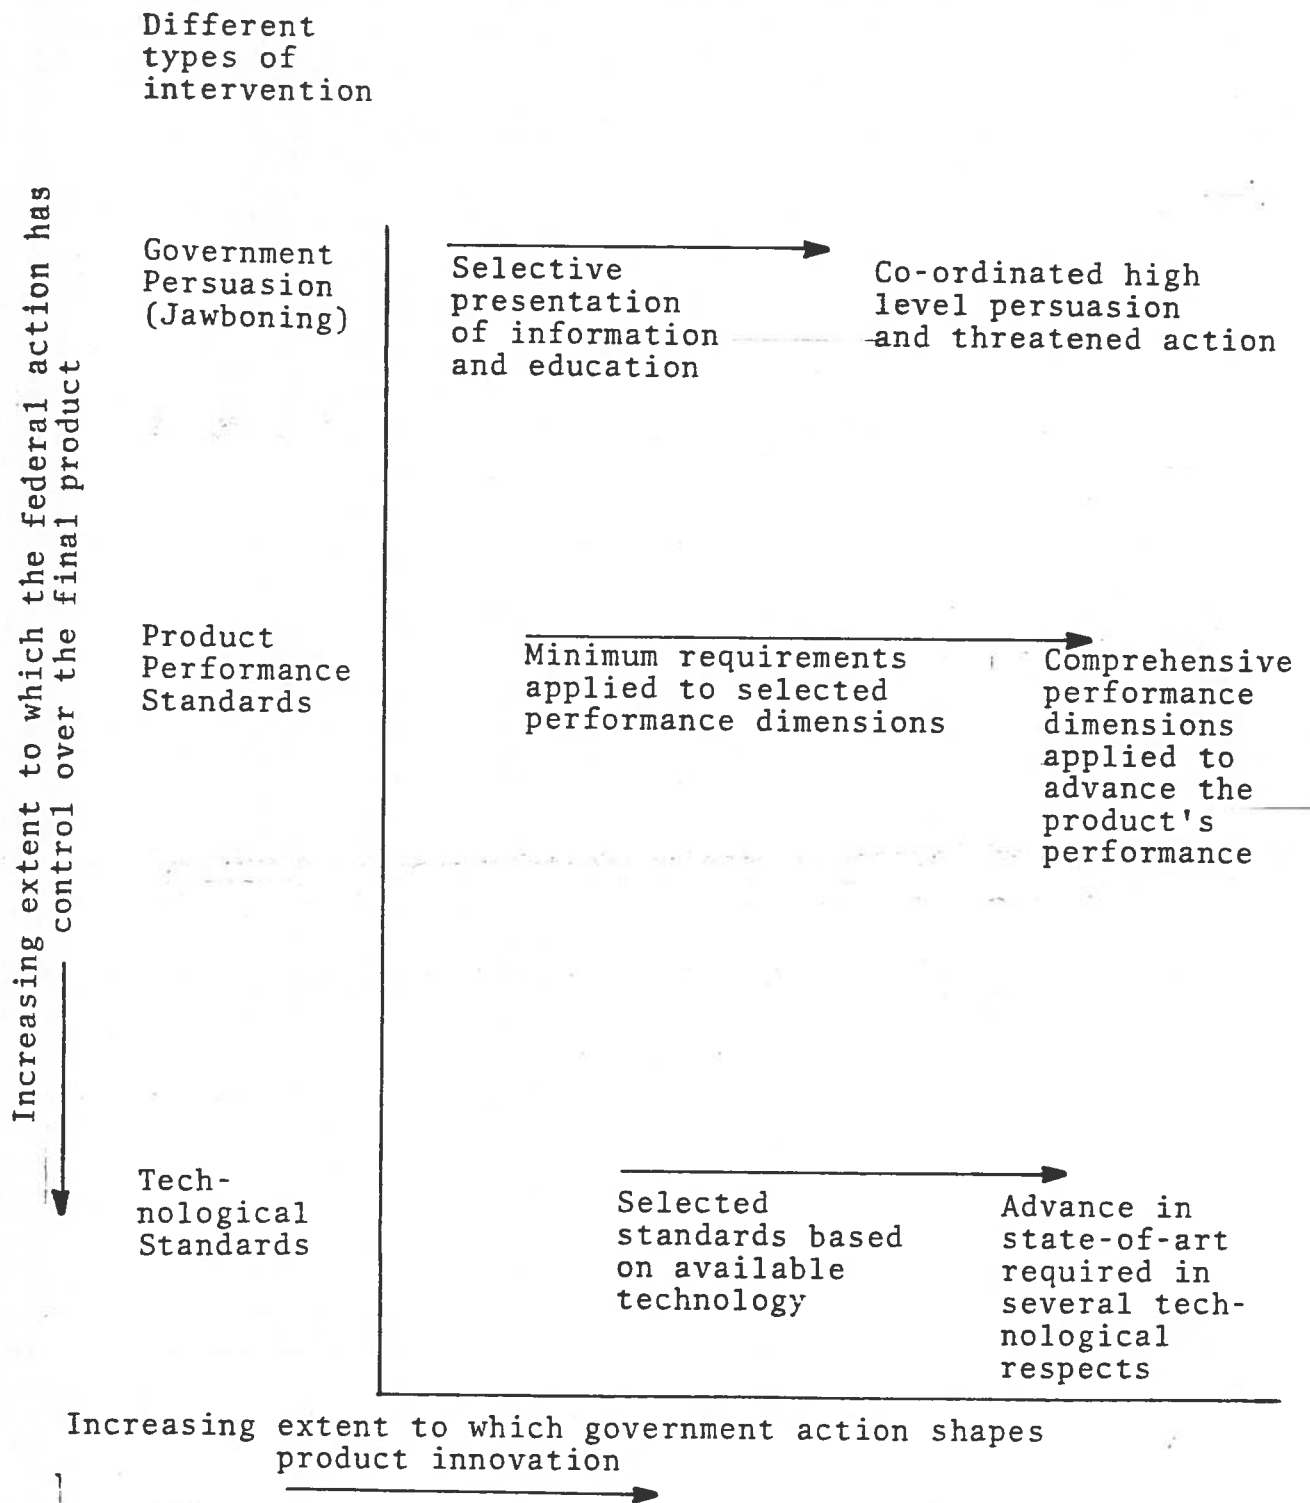 Different
types of
intervention
Increasing extent to which the federal action has
control over the final product
Government
Persuasion
(Jawboning)
Selective
presentation
of information
and education
Co-ordinated high
level persuasion
and threatened action
Product
Performance
Standards
Minimum requirements
applied to selected
performance dimensions
Comprehensive
performance
dimensions
applied to
advance the
product's
performance
Tech-
nological
Standards
Selected
standards based
on available
technology
Advance in
state-of-art
required in
several tech-
nological
respects
Increasing extent to which government action shapes
product innovation